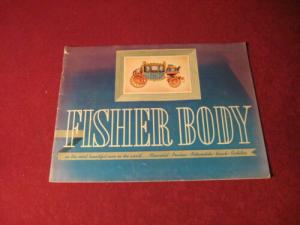 FISHER BODY
on the most beautiful cars in the world . . . Chevrolet · Pontiac · Oldsmobile · Buick · Cadillac